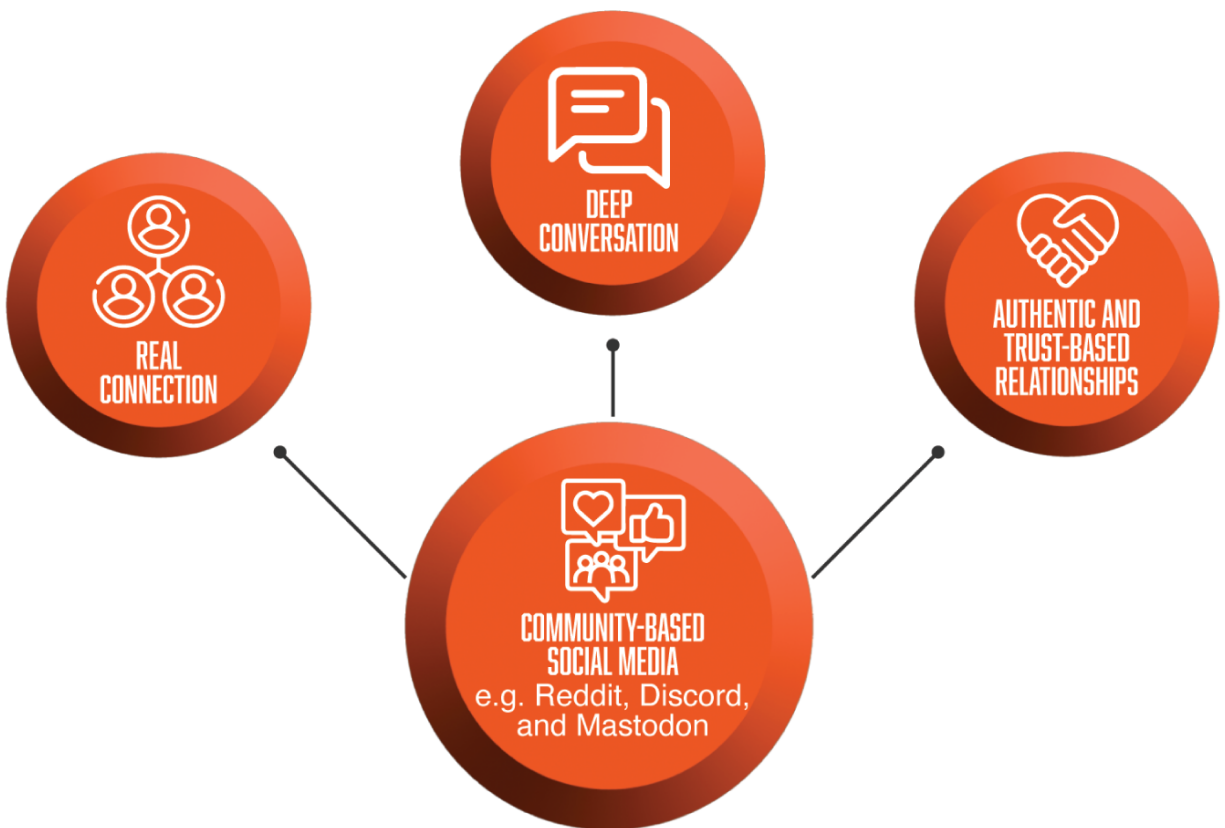 DEEP
CONVERSATION
REAL
CONNECTION
AUTHENTIC AND
TRUST-BASED
RELATIONSHIPS
COMMUNITY-BASED
SOCIAL MEDIA
e.g. Reddit, Discord,
and Mastodon